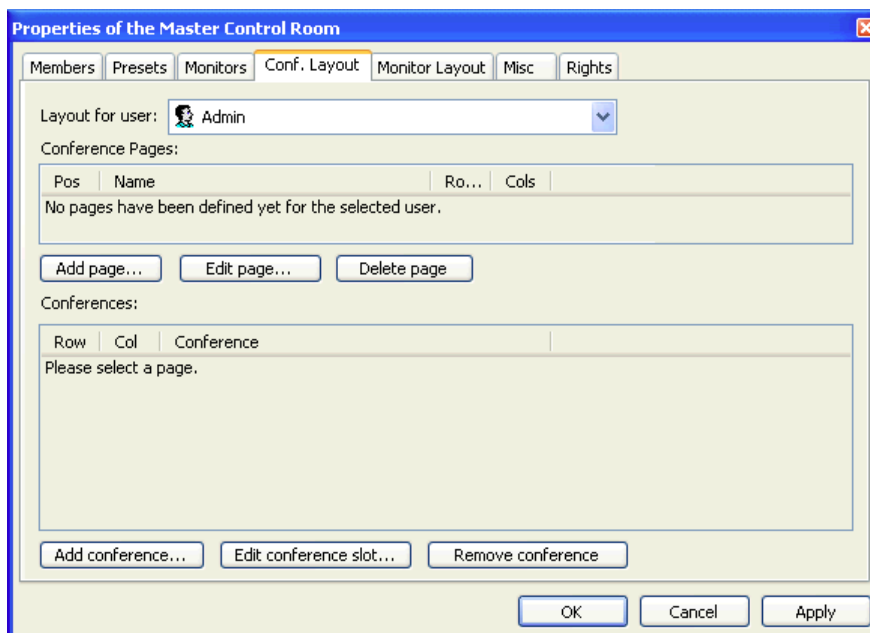 Properties of the Master Control Room
Members Presets Monitors Conf. Layout Monitor Layout Misc Rights
Layout for user: Admin
Conference Pages:
Pos Name Ro... Cols
No pages have been defined yet for the selected user.
Add page... Edit page... Delete page
Conferences:
Row Col Conference
Please select a page.
Add conference... Edit conference slot... Remove conference
OK Cancel Apply